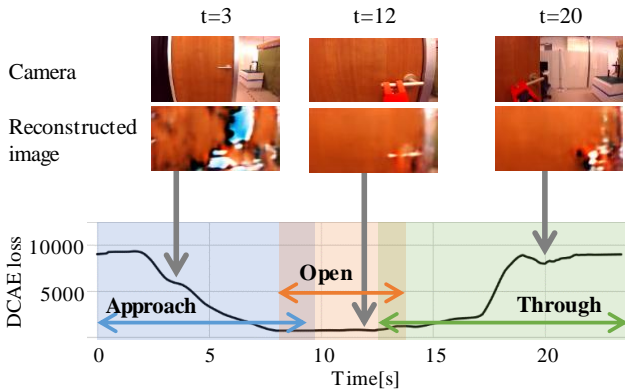 t=3 t=12 t=20
Camera
Reconstructed
image
DCAE loss
10000
5000
Open
Approach
Through
0 5 10 15 20
Time[s]